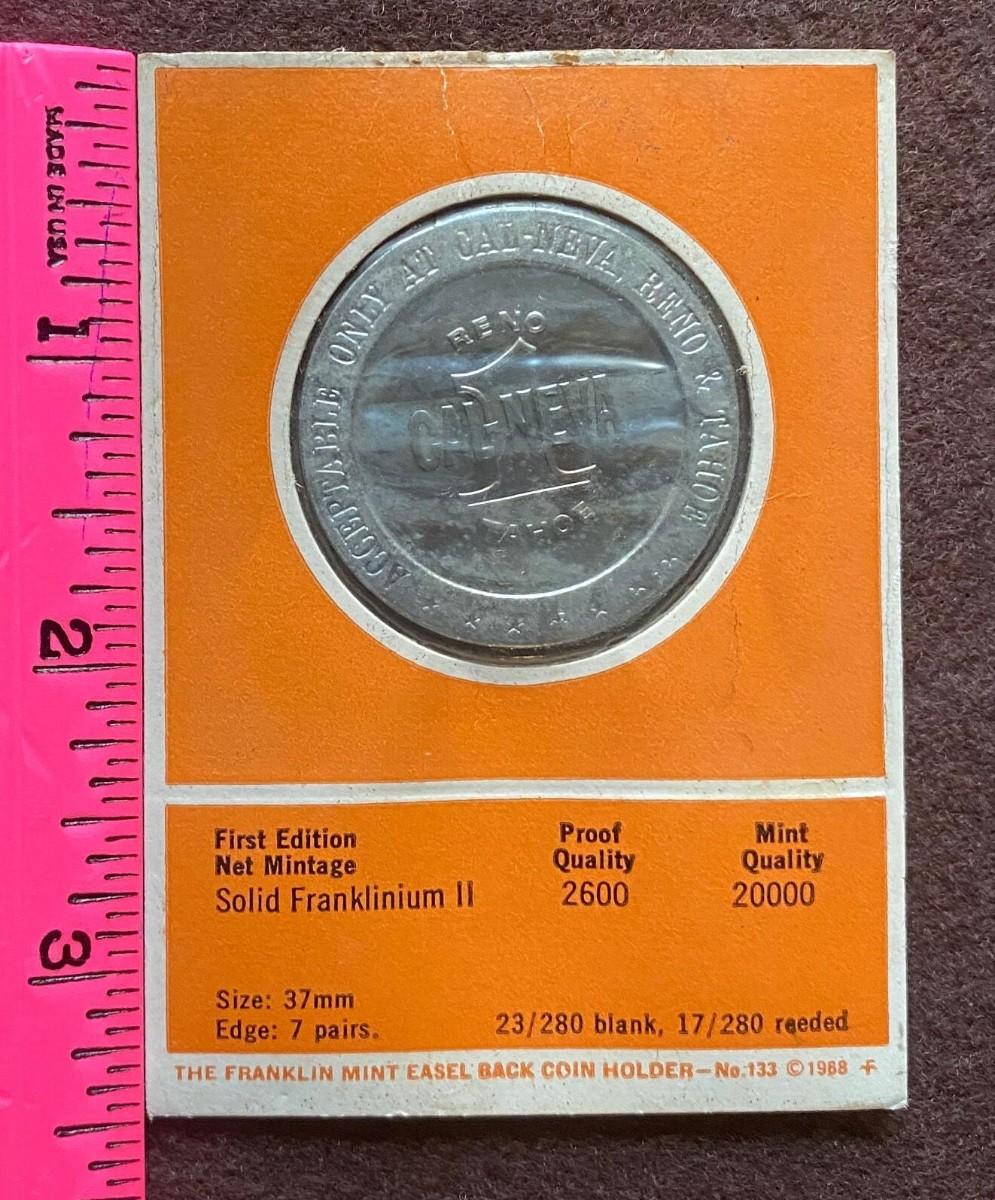 MADE IN USA
1
2
3
ACCEPTABLE ONLY AT CAL-NEVA, RENO & TAHOE
RENO
1
CAL-NEVA
TAHOE
First Edition
Net Mintage
Solid Franklinium II
Proof
Quality
2600
Mint
Quality
20000
Size: 37mm
Edge: 7 pairs.
23/280 blank, 17/280 reeded
THE FRANKLIN MINT EASEL BACK COIN HOLDER—No.133 ©1968